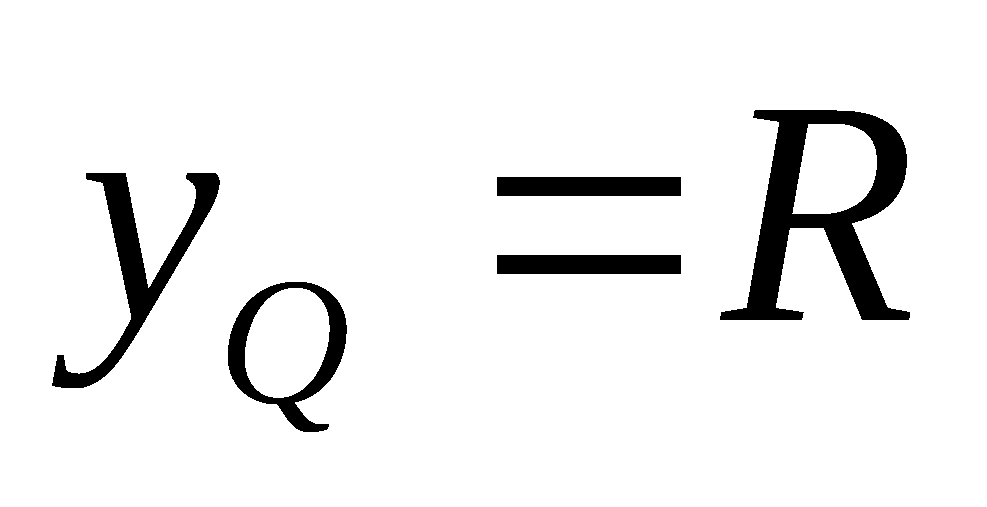 y_Q = R